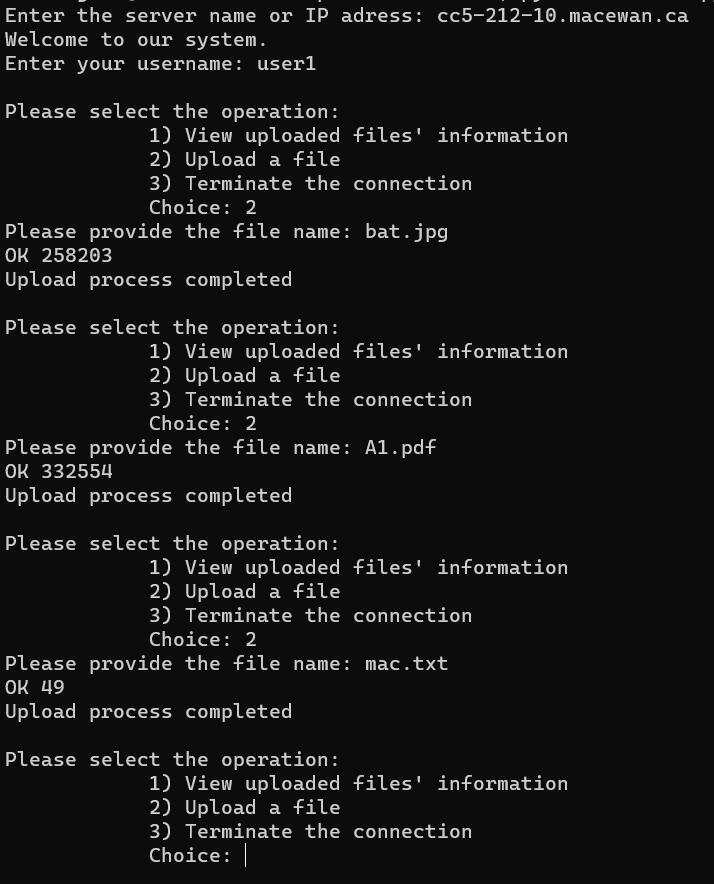 Enter the server name or IP adress: cc5-212-10.macewan.ca
Welcome to our system.
Enter your username: user1
Please select the operation:
1) View uploaded files' information
2) Upload a file
3) Terminate the connection
Choice: 2
Please provide the file name: bat.jpg
OK 258203
Upload process completed
Please select the operation:
1) View uploaded files' information
2) Upload a file
3) Terminate the connection
Choice: 2
Please provide the file name: A1.pdf
OK 332554
Upload process completed
Please select the operation:
1) View uploaded files' information
2) Upload a file
3) Terminate the connection
Choice: 2
Please provide the file name: mac.txt
OK 49
Upload process completed
Please select the operation:
1) View uploaded files' information
2) Upload a file
3) Terminate the connection
Choice: